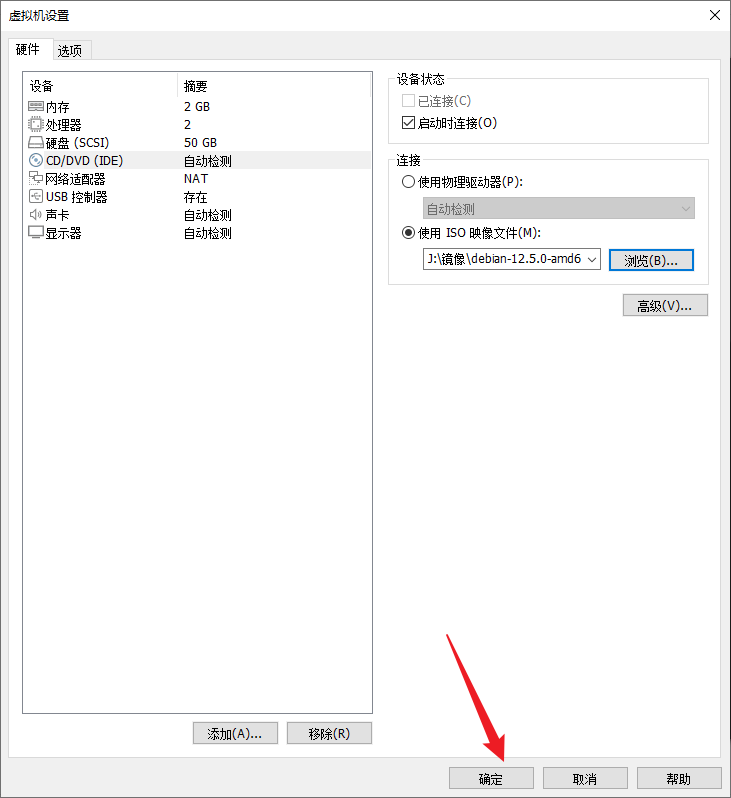 虚拟机设置
硬件 选项
设备 摘要
内存 2 GB
处理器 2
硬盘 (SCSI) 50 GB
CD/DVD (IDE) 自动检测
网络适配器 NAT
USB 控制器 存在
声卡 自动检测
显示器 自动检测
添加(A)... 移除(R)
设备状态
已连接(C)
启动时连接(O)
连接
使用物理驱动器(P):
自动检测
使用 ISO 映像文件(M):
J:\镜像\debian-12.5.0-amd6 浏览(B)...
高级(V)...
确定 取消 帮助